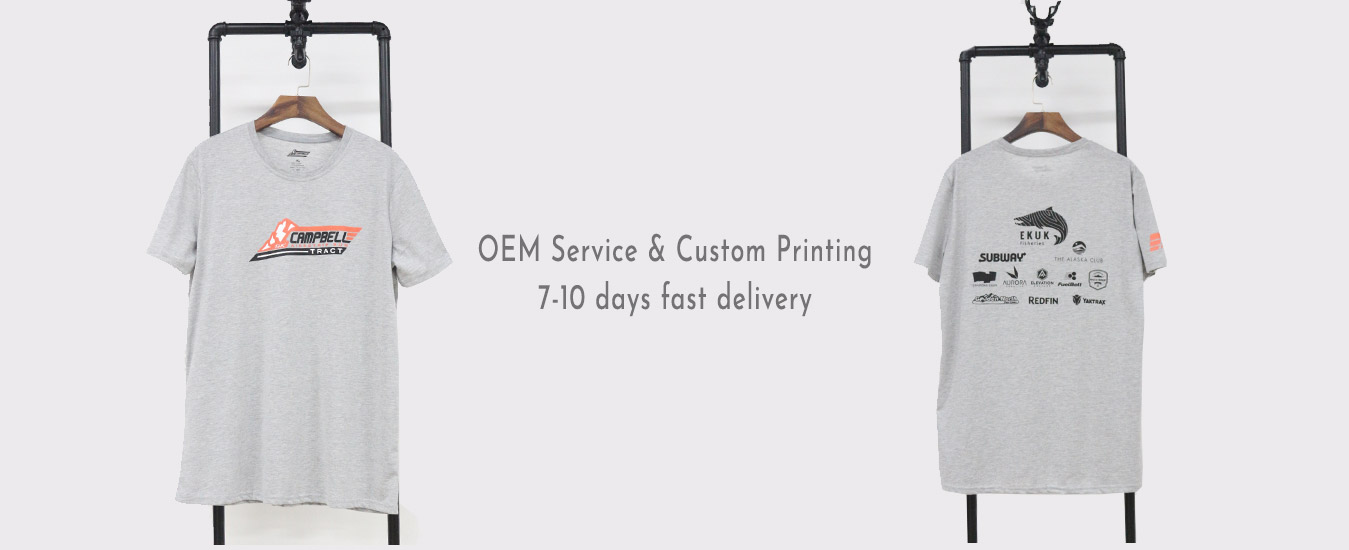 CAMPBELL
TRACT
OEM Service & Custom Printing
7-10 days fast delivery
EKUK
Fisheries
SUBWAY
THE ALASKA CLUB
AURORA
ELEVATION
FuelBelt
REDFIN
YAKTRAX